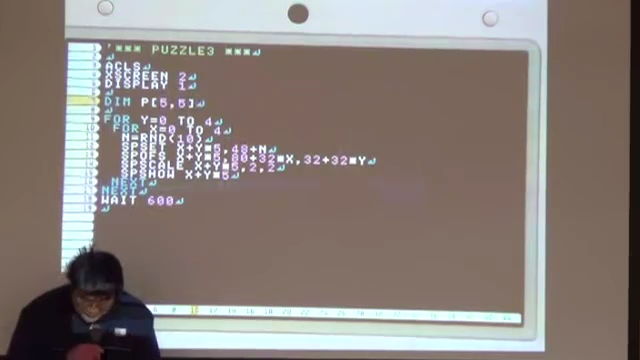 '*** PUZZLE3 ***
ACLS
XSCREEN 2
DISPLAY 1
DIM P[5,5]
FOR Y=0 TO 4
FOR X=0 TO 4
N=RND(10)
SPSET X+Y*5,48+N
SPOFS X+Y*5,80+32*X,32+32*Y
SPSCALE X+Y*5,2,2
SPSHOW X+Y*5
NEXT
NEXT
WAIT 600